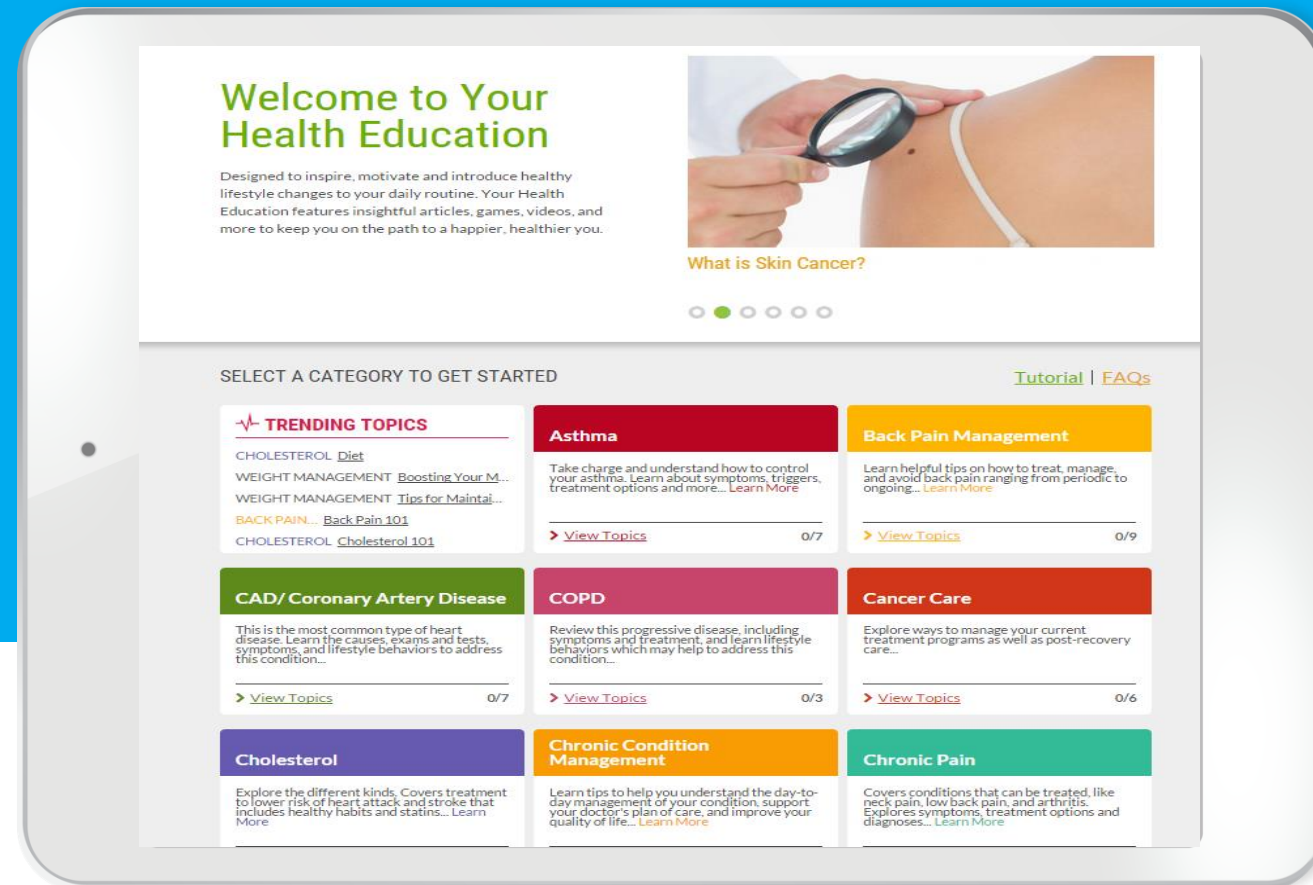 Welcome to Your
Health Education
Designed to inspire, motivate and introduce healthy
lifestyle changes to your daily routine. Your Health
Education features insightful articles, games, videos, and
more to keep you on the path to a happier, healthier you.
What is Skin Cancer?
SELECT A CATEGORY TO GET STARTED
Tutorial | FAQs
TRENDING TOPICS
CHOLESTEROL Diet
WEIGHT MANAGEMENT Boosting Your M...
WEIGHT MANAGEMENT Tips for Maintai...
BACK PAIN... Back Pain 101
CHOLESTEROL Cholesterol 101
Asthma
Take charge and understand how to control
your asthma. Learn about symptoms, triggers,
treatment options and more... Learn More
> View Topics 0/7
Back Pain Management
Learn helpful tips on how to treat, manage,
and avoid back pain ranging from periodic to
ongoing... Learn More
> View Topics 0/9
CAD/ Coronary Artery Disease
This is the most common type of heart
disease. Learn the causes, exams and tests,
symptoms, and lifestyle behaviors to address
this condition...
> View Topics 0/7
COPD
Review this progressive disease, including
symptoms and treatment, and learn lifestyle
behaviors which may help to address this
condition...
> View Topics 0/3
Cancer Care
Explore ways to manage your current
treatment programs as well as post-recovery
care...
> View Topics 0/6
Cholesterol
Explore the different kinds. Covers treatment
to lower risk of heart attack and stroke that
includes healthy habits and statins... Learn
More
Chronic Condition
Management
Learn tips to help you understand the day-to-
day management of your condition, support
your doctor's plan of care, and improve your
quality of life... Learn More
Chronic Pain
Covers conditions that can be treated, like
neck pain, low back pain, and arthritis.
Explores symptoms, treatment options and
diagnoses... Learn More